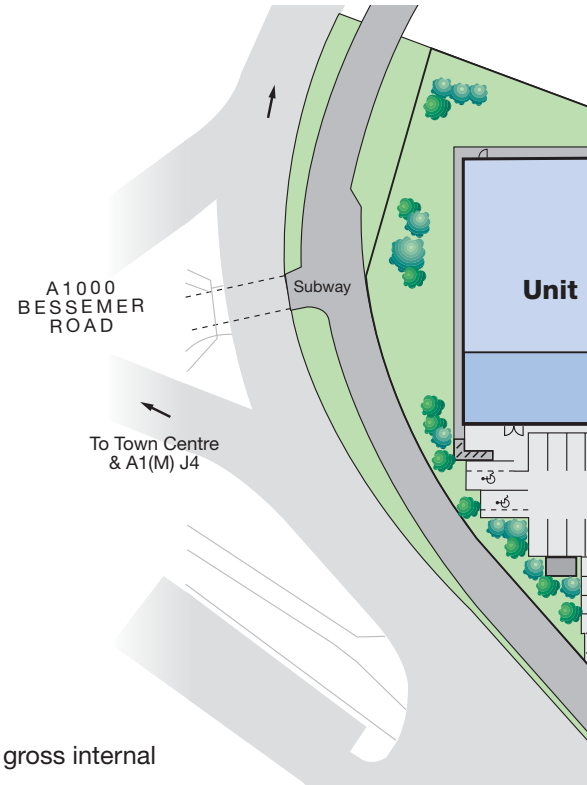 A1000
BESSEMER
ROAD
Subway
Unit
To Town Centre
& A1(M) J4
gross internal